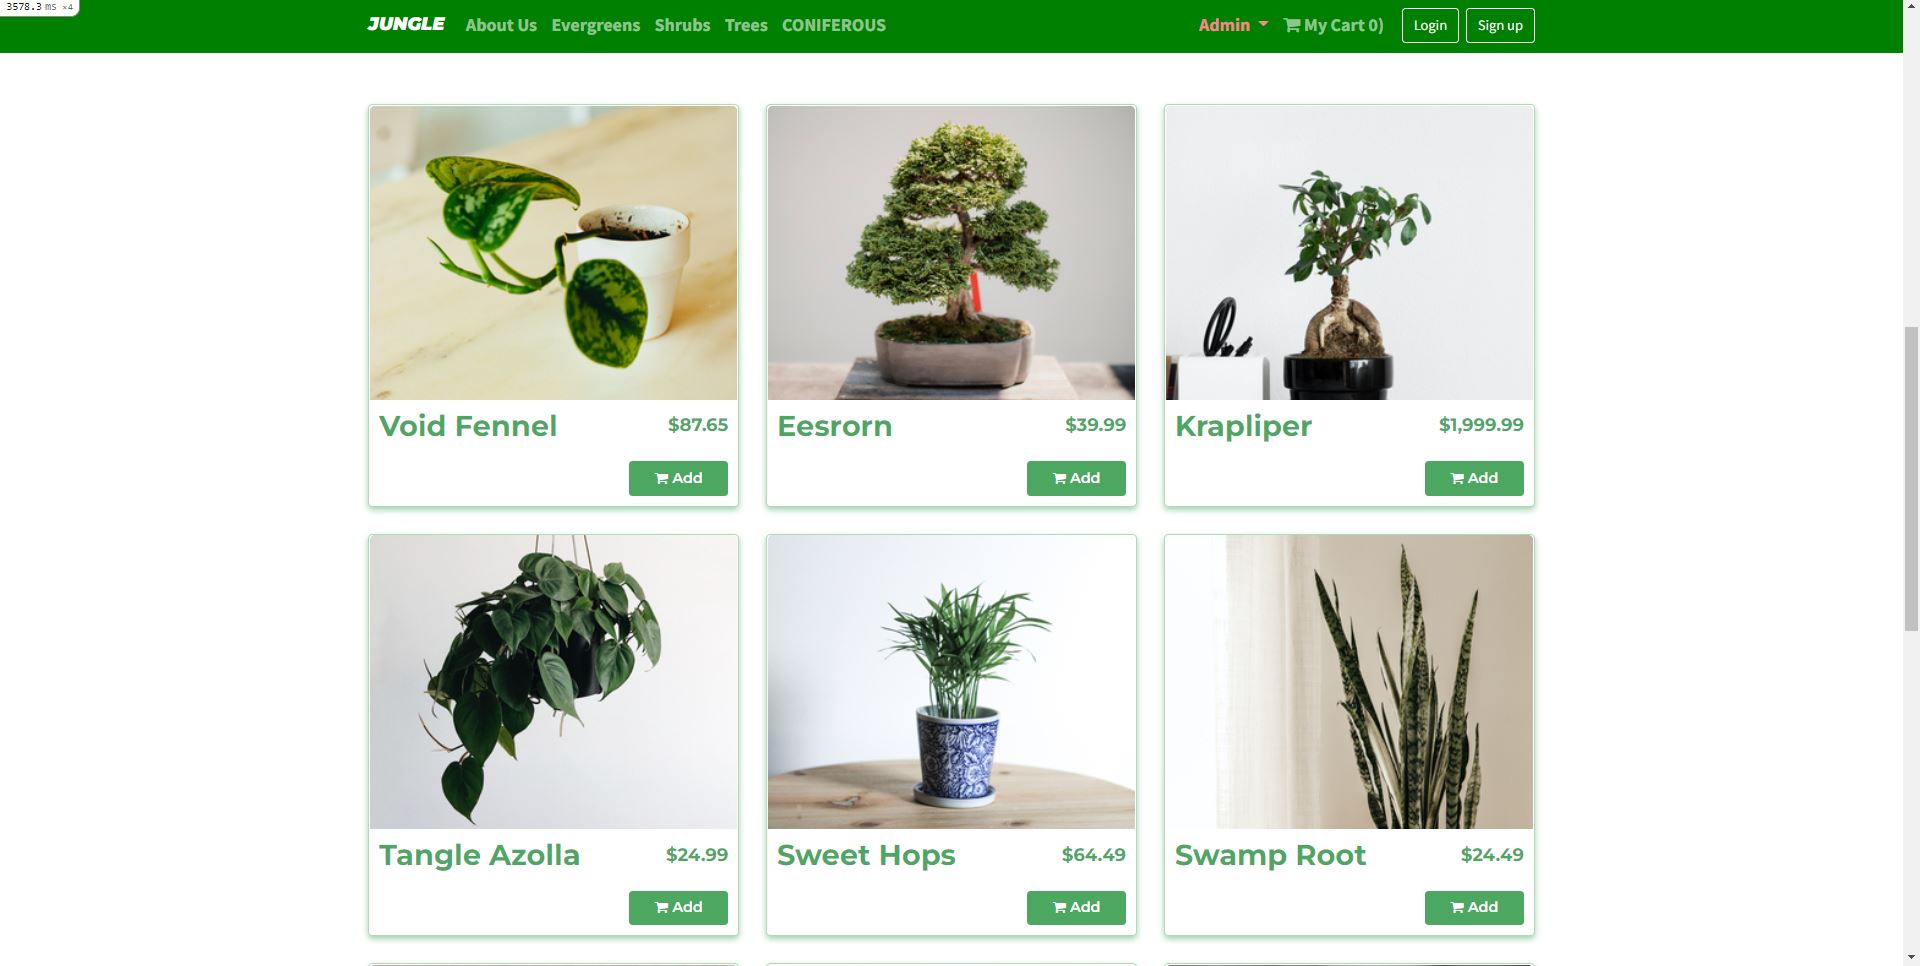 3578.3 ms ×4
JUNGLE About Us Evergreens Shrubs Trees CONIFEROUS Admin My Cart 0) Login Sign up
Void Fennel $87.65
Add
Eesrorn $39.99
Add
Krapliper $1,999.99
Add
Tangle Azolla $24.99
Add
Sweet Hops $64.49
Add
Swamp Root $24.49
Add